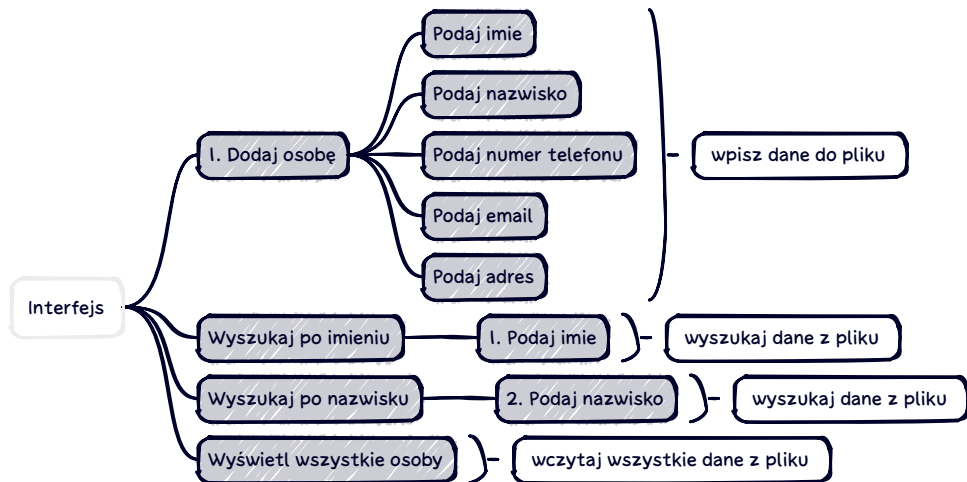 Podaj imie
Podaj nazwisko
1. Dodaj osobę
Podaj numer telefonu
wpisz dane do pliku
Podaj email
Podaj adres
Interfejs
Wyszukaj po imieniu
1. Podaj imie
wyszukaj dane z pliku
Wyszukaj po nazwisku
2. Podaj nazwisko
wyszukaj dane z pliku
Wyświetl wszystkie osoby
wczytaj wszystkie dane z pliku